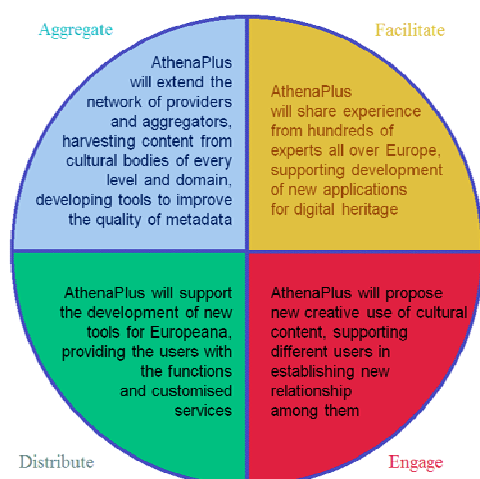 Aggregate
AthenaPlus
will extend the
network of providers
and aggregators,
harvesting content from
cultural bodies of every
level and domain,
developing tools to improve
the quality of metadata
Facilitate
AthenaPlus
will share experience
from hundreds of
experts all over Europe,
supporting development
of new applications
for digital heritage
AthenaPlus will support
the development of new
tools for Europeana,
providing the users with
the functions
and customised
services
Distribute
AthenaPlus will propose
new creative use of cultural
content, supporting
different users in
establishing new
relationship
among them
Engage